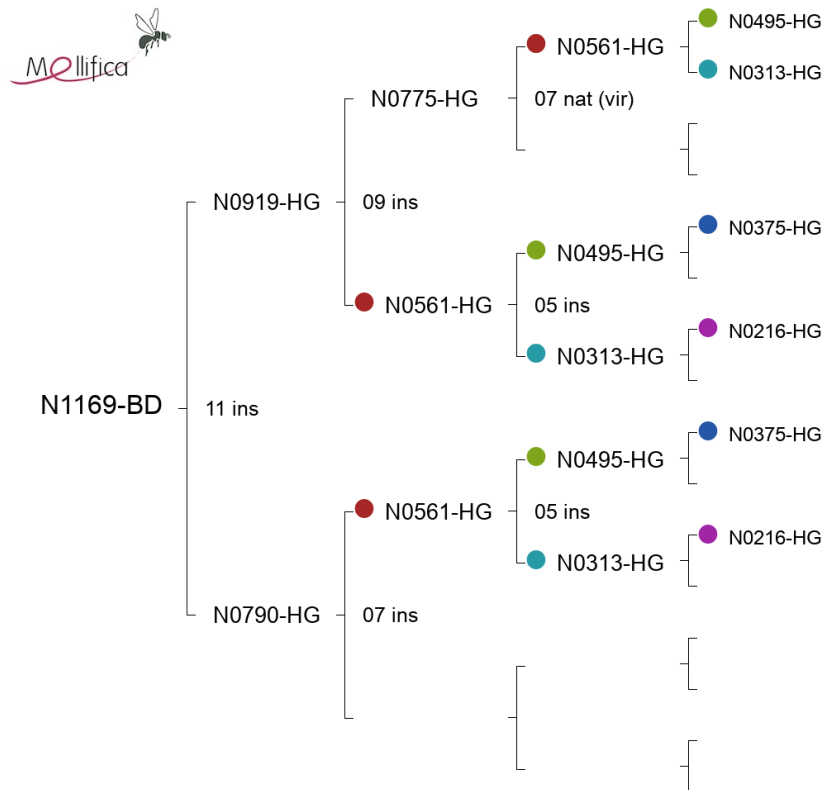 Mellifica
N0495-HG
N0561-HG
N0313-HG
N0775-HG
07 nat (vir)
N0919-HG
09 ins
N0375-HG
N0495-HG
N0561-HG
05 ins
N0216-HG
N0313-HG
N1169-BD
11 ins
N0375-HG
N0495-HG
N0561-HG
05 ins
N0216-HG
N0313-HG
N0790-HG
07 ins